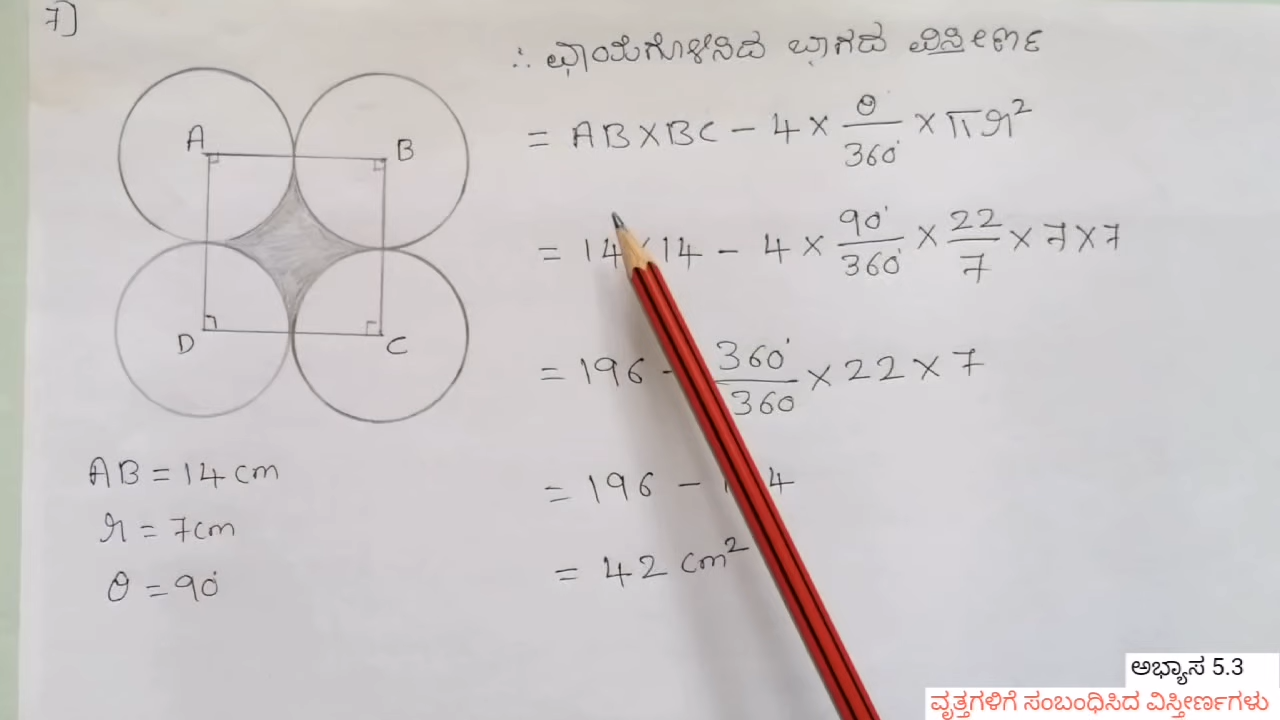 7)
A
B
D
C
AB = 14 cm
r = 7cm
θ = 90°
∴ ಛಾಯೆಗೊಳಿಸಿದ ಭಾಗದ ವಿಸ್ತೀರ್ಣ
= AB × BC − 4 × θ/360° × πr²
= 14 × 14 − 4 × 90°/360° × 22/7 × 7 × 7
= 196 − 360°/360 × 22 × 7
= 196 − 4
= 42 cm²
ಅಭ್ಯಾಸ 5.3
ವೃತ್ತಗಳಿಗೆ ಸಂಬಂಧಿಸಿದ ವಿಸ್ತೀರ್ಣಗಳು